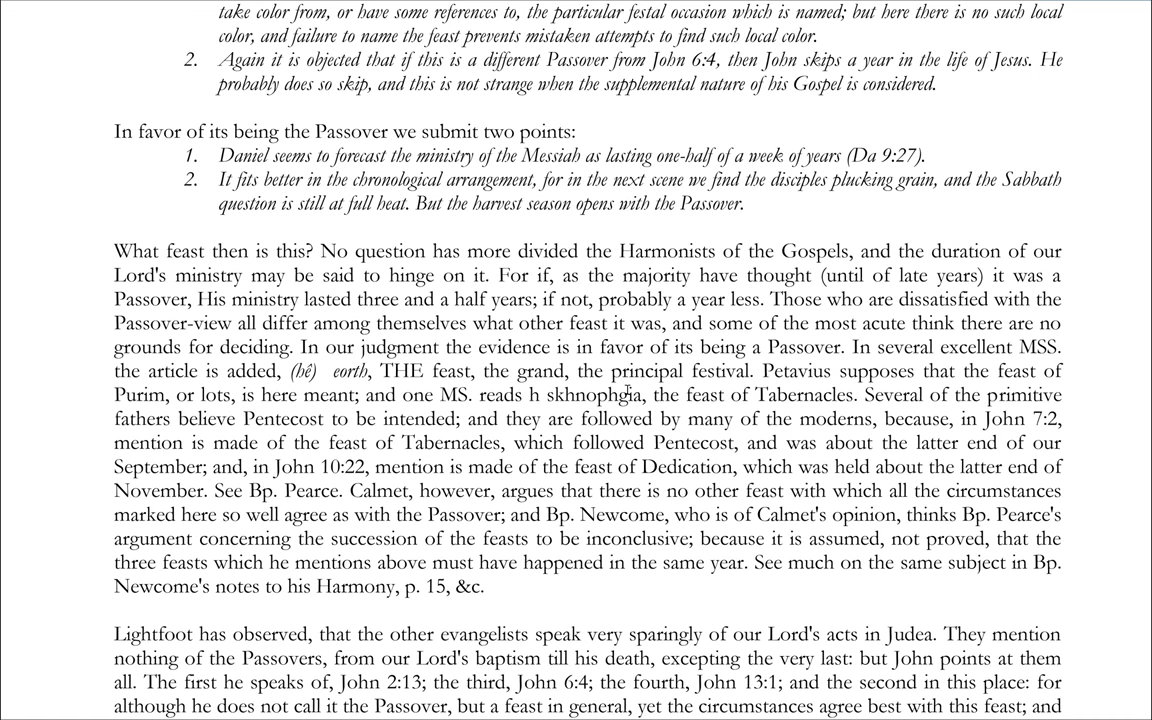 take color from, or have some references to, the particular festal occasion which is named; but here there is no such local
color, and failure to name the feast prevents mistaken attempts to find such local color.
2. Again it is objected that if this is a different Passover from John 6:4, then John skips a year in the life of Jesus. He
probably does so skip, and this is not strange when the supplemental nature of his Gospel is considered.
In favor of its being the Passover we submit two points:
1. Daniel seems to forecast the ministry of the Messiah as lasting one-half of a week of years (Da 9:27).
2. It fits better in the chronological arrangement, for in the next scene we find the disciples plucking grain, and the Sabbath
question is still at full heat. But the harvest season opens with the Passover.
What feast then is this? No question has more divided the Harmonists of the Gospels, and the duration of our
Lord's ministry may be said to hinge on it. For if, as the majority have thought (until of late years) it was a
Passover, His ministry lasted three and a half years; if not, probably a year less. Those who are dissatisfied with the
Passover-view all differ among themselves what other feast it was, and some of the most acute think there are no
grounds for deciding. In our judgment the evidence is in favor of its being a Passover. In several excellent MSS.
the article is added, (hê) eorth, THE feast, the grand, the principal festival. Petavius supposes that the feast of
Purim, or lots, is here meant; and one MS. reads h skhnophgia, the feast of Tabernacles. Several of the primitive
fathers believe Pentecost to be intended; and they are followed by many of the moderns, because, in John 7:2,
mention is made of the feast of Tabernacles, which followed Pentecost, and was about the latter end of our
September; and, in John 10:22, mention is made of the feast of Dedication, which was held about the latter end of
November. See Bp. Pearce. Calmet, however, argues that there is no other feast with which all the circumstances
marked here so well agree as with the Passover; and Bp. Newcome, who is of Calmet's opinion, thinks Bp. Pearce's
argument concerning the succession of the feasts to be inconclusive; because it is assumed, not proved, that the
three feasts which he mentions above must have happened in the same year. See much on the same subject in Bp.
Newcome's notes to his Harmony, p. 15, &c.
Lightfoot has observed, that the other evangelists speak very sparingly of our Lord's acts in Judea. They mention
nothing of the Passovers, from our Lord's baptism till his death, excepting the very last: but John points at them
all. The first he speaks of, John 2:13; the third, John 6:4; the fourth, John 13:1; and the second in this place: for
although he does not call it the Passover, but a feast in general, yet the circumstances agree best with this feast; and